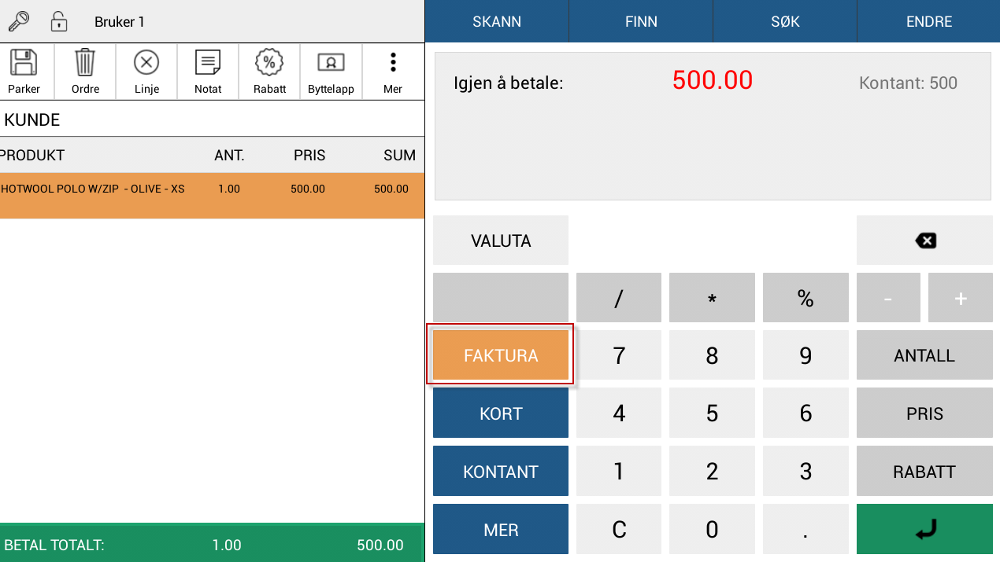 Bruker 1
SKANN FINN SØK ENDRE
Parker Ordre Linje Notat Rabatt Byttelapp Mer
KUNDE
PRODUKT ANT. PRIS SUM
HOTWOOL POLO W/ZIP - OLIVE - XS 1.00 500.00 500.00
BETAL TOTALT: 1.00 500.00
Igjen å betale: 500.00 Kontant: 500
VALUTA
/ * % - +
FAKTURA 7 8 9 ANTALL
KORT 4 5 6 PRIS
KONTANT 1 2 3 RABATT
MER C 0 .